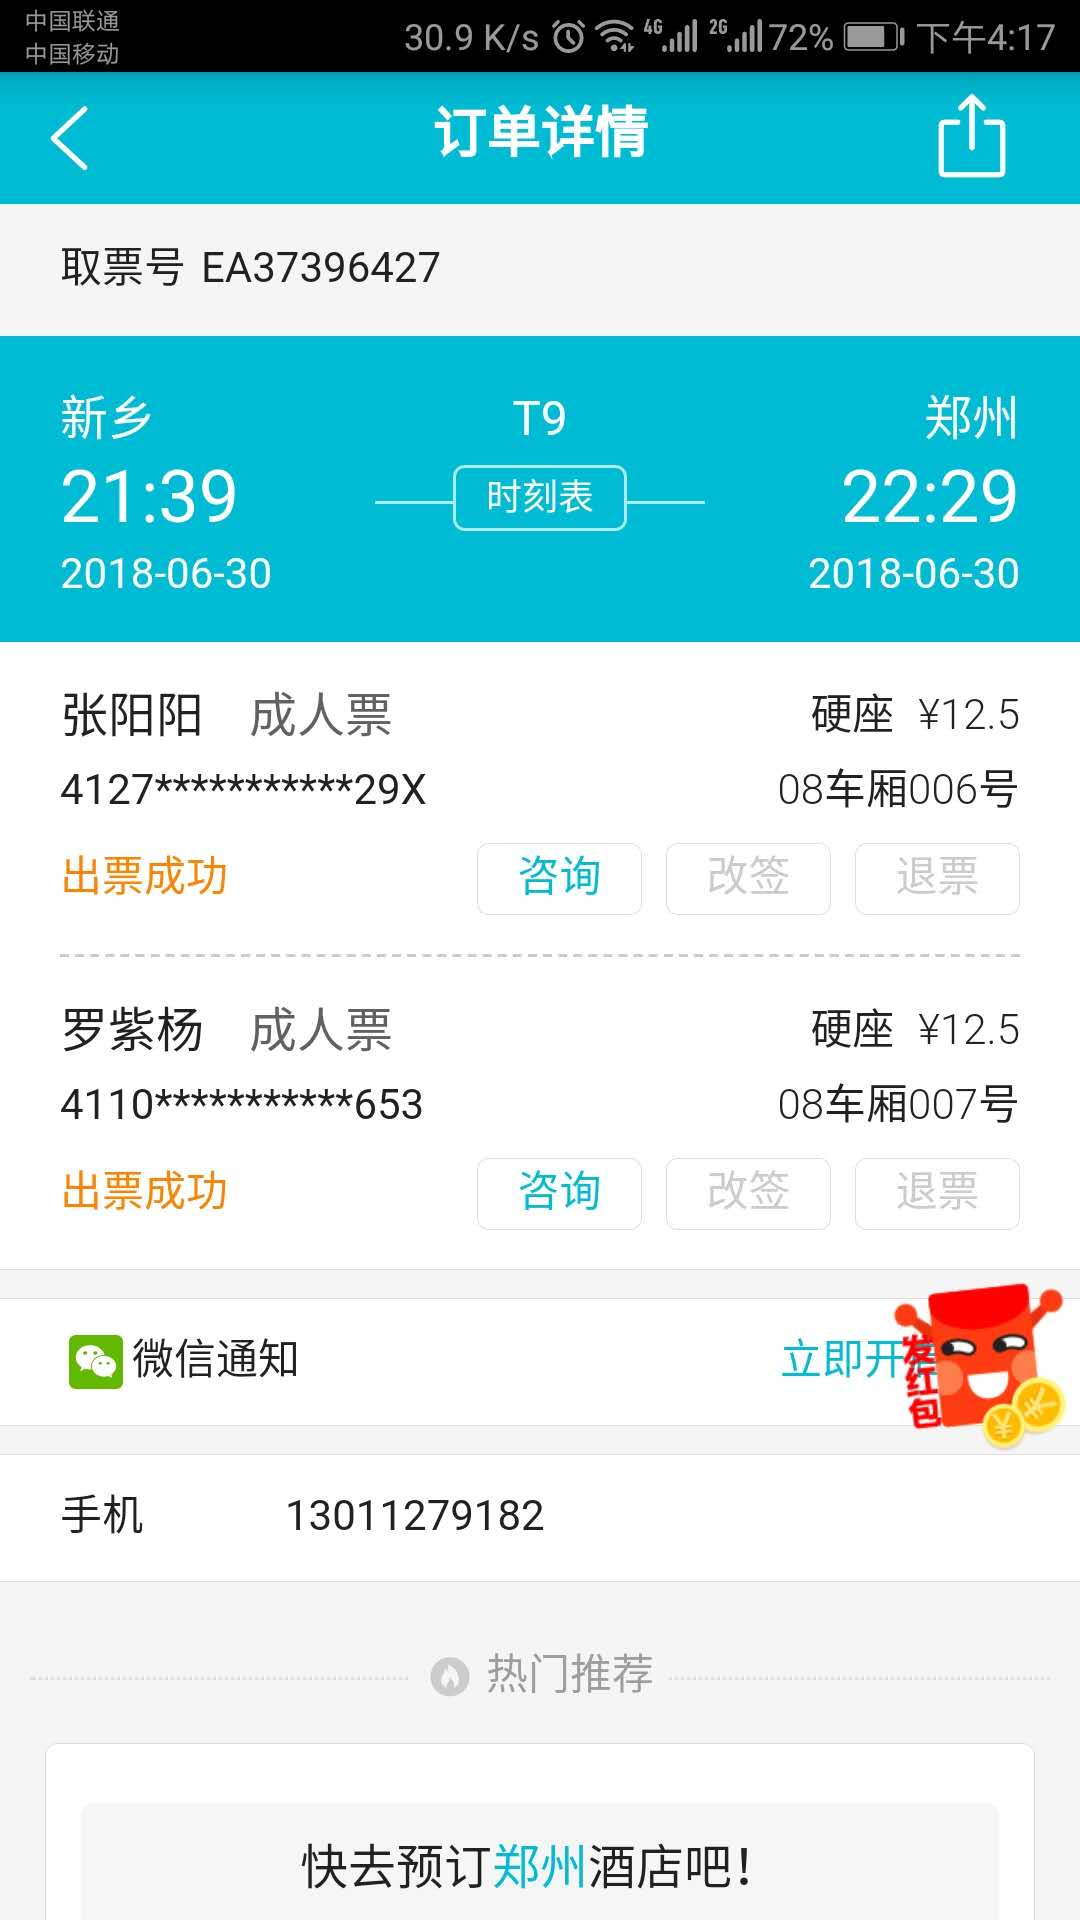 中国联通
中国移动
30.9 K/s 4G 2G 72% 下午4:17
订单详情
取票号 EA37396427
新乡 T9 郑州
21:39 时刻表 22:29
2018-06-30 2018-06-30
张阳阳 成人票 硬座 ¥12.5
4127***********29X 08车厢006号
出票成功 咨询 改签 退票
罗紫杨 成人票 硬座 ¥12.5
4110***********653 08车厢007号
出票成功 咨询 改签 退票
微信通知 立即开
发红包
手机 13011279182
热门推荐
快去预订郑州酒店吧!